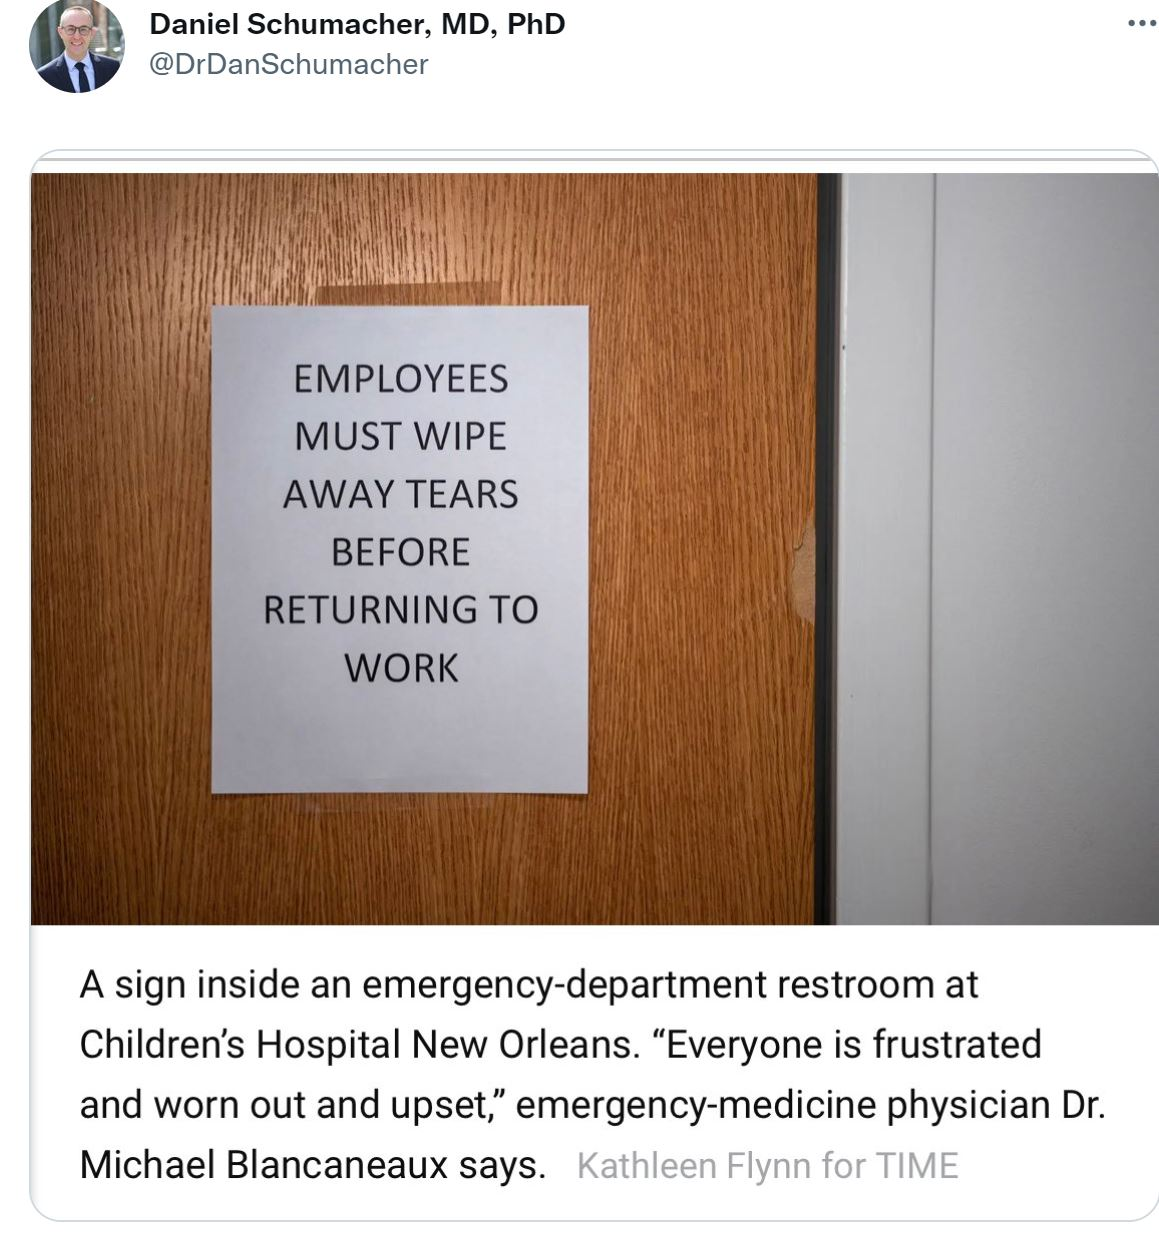 Daniel Schumacher, MD, PhD
@DrDanSchumacher
EMPLOYEES
MUST WIPE
AWAY TEARS
BEFORE
RETURNING TO
WORK
A sign inside an emergency-department restroom at
Children’s Hospital New Orleans. “Everyone is frustrated
and worn out and upset,” emergency-medicine physician Dr.
Michael Blancaneaux says. Kathleen Flynn for TIME